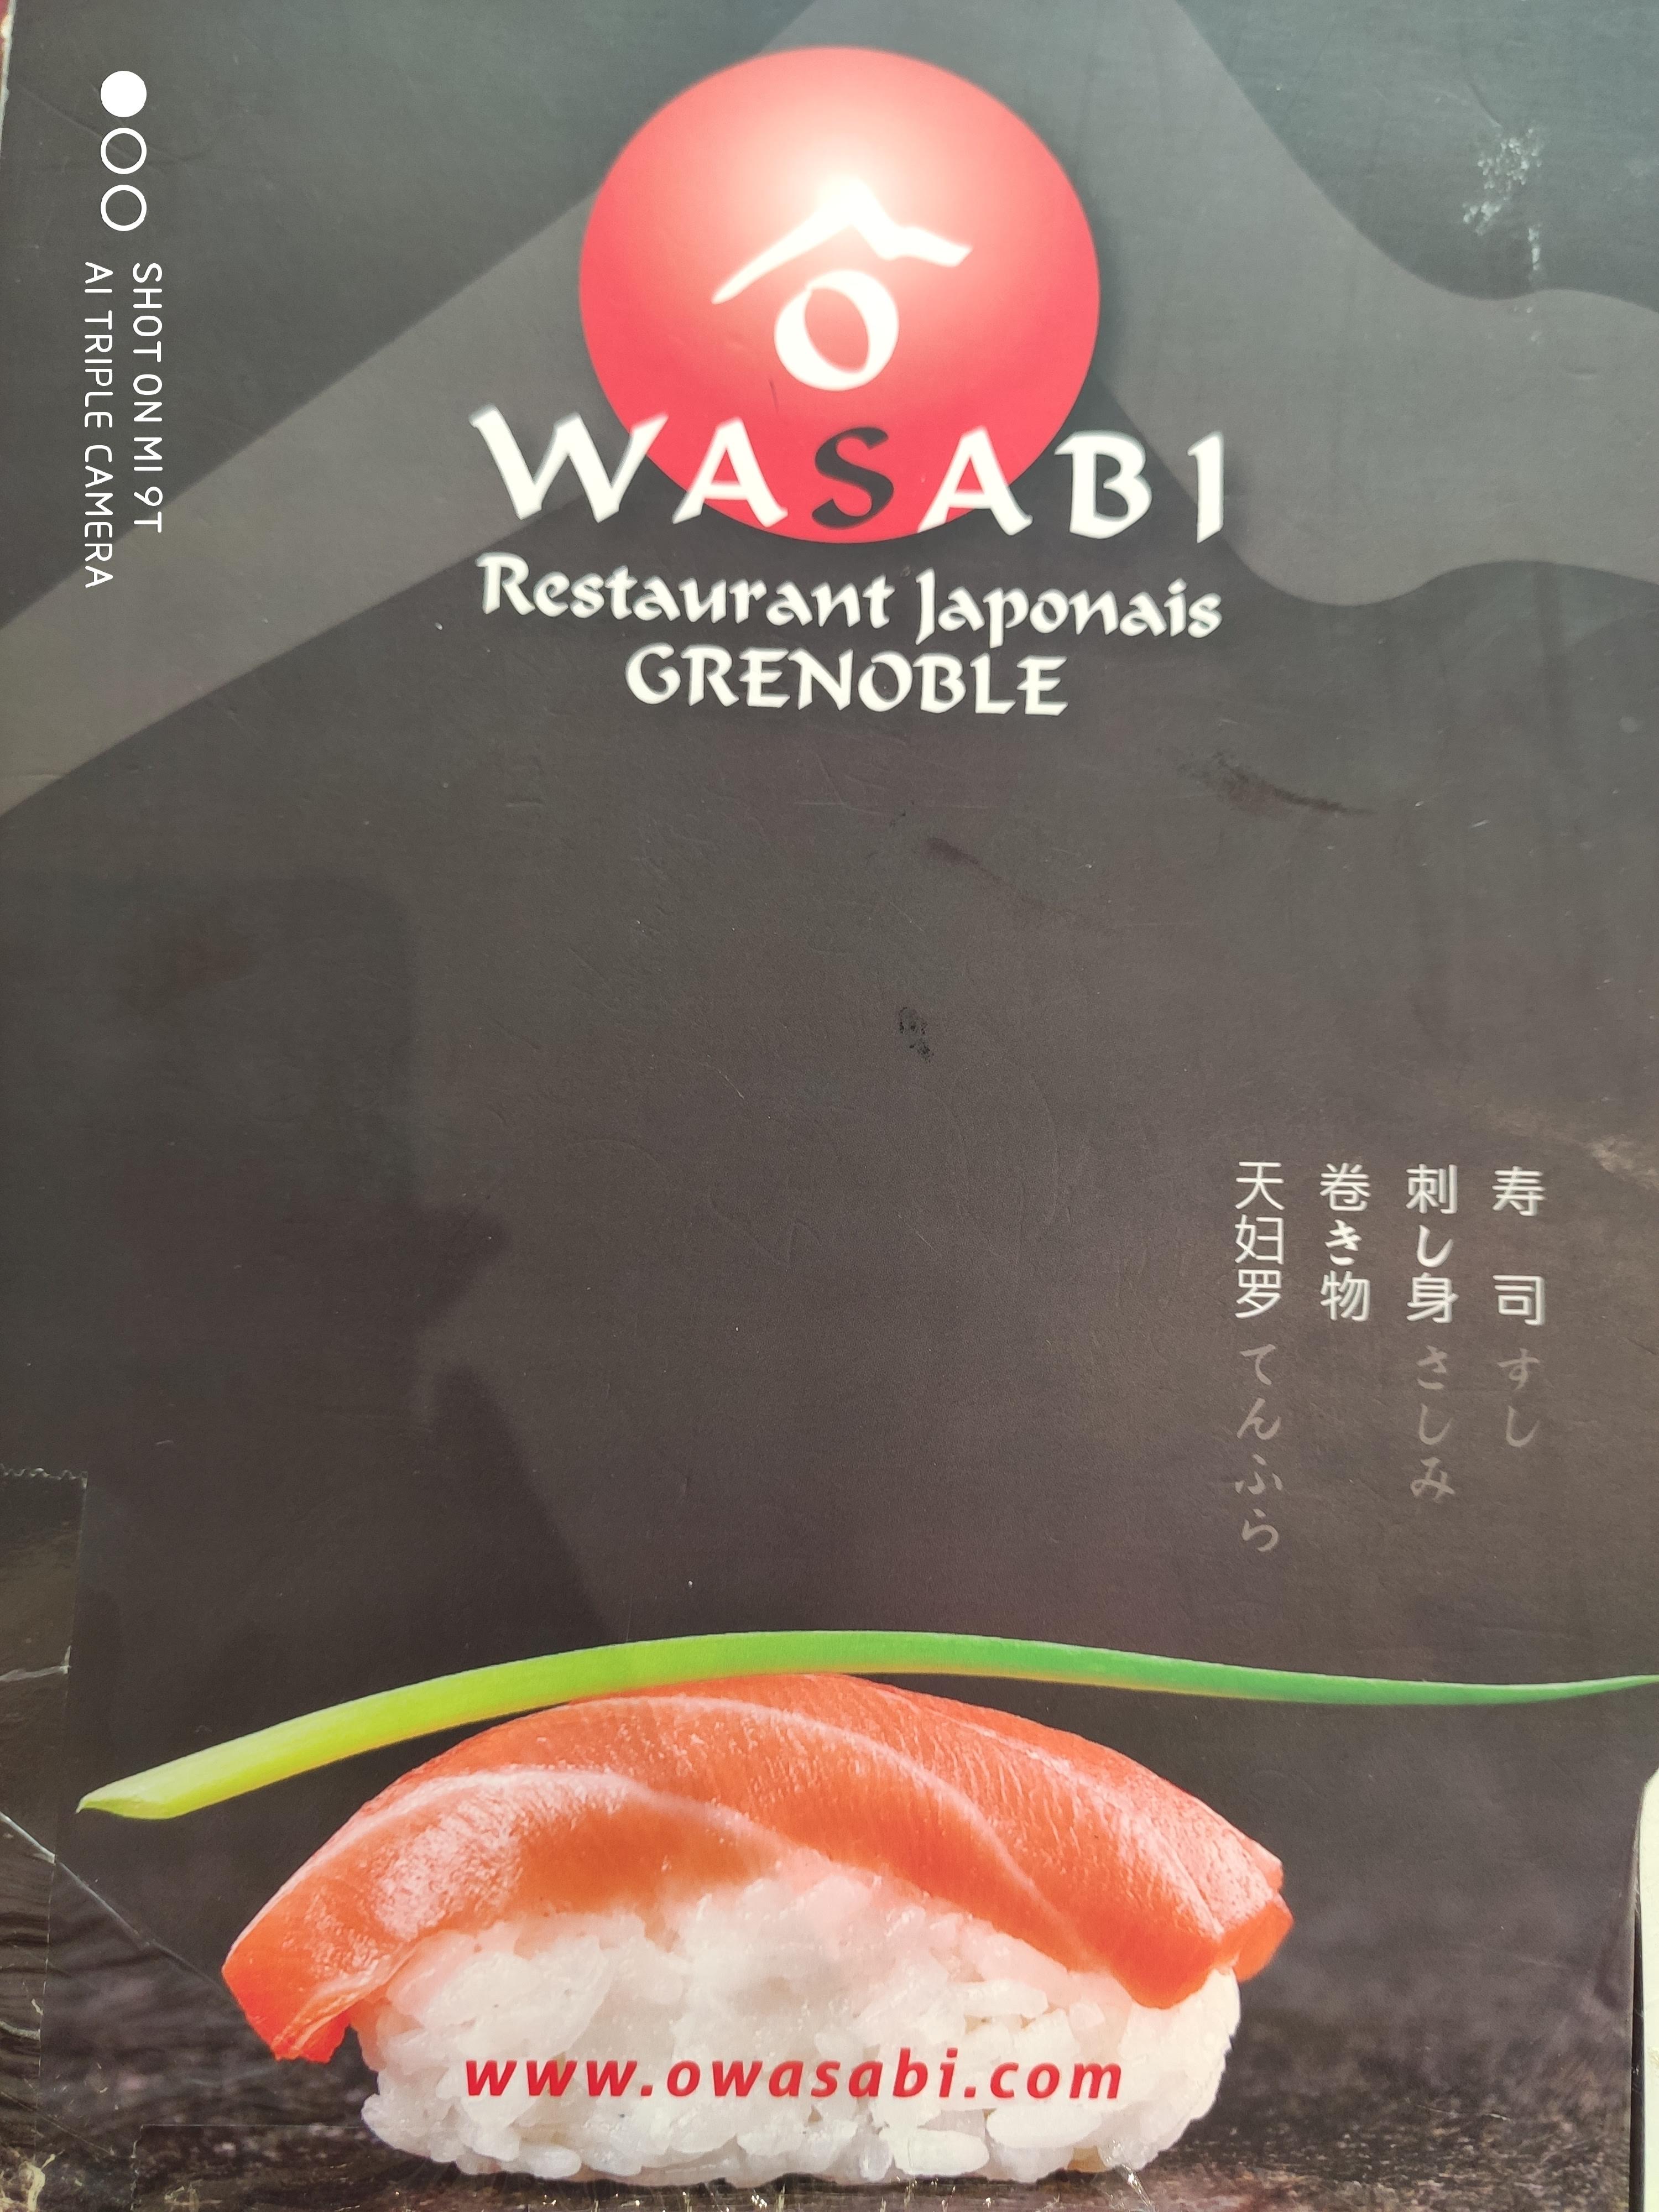 Ô
WASABI
Restaurant Japonais
GRENOBLE
寿 司 すし
刺し身 さしみ
卷き物
天妇罗 てんぷら
www.owasabi.com
SHOT ON MI 9T
AI TRIPLE CAMERA